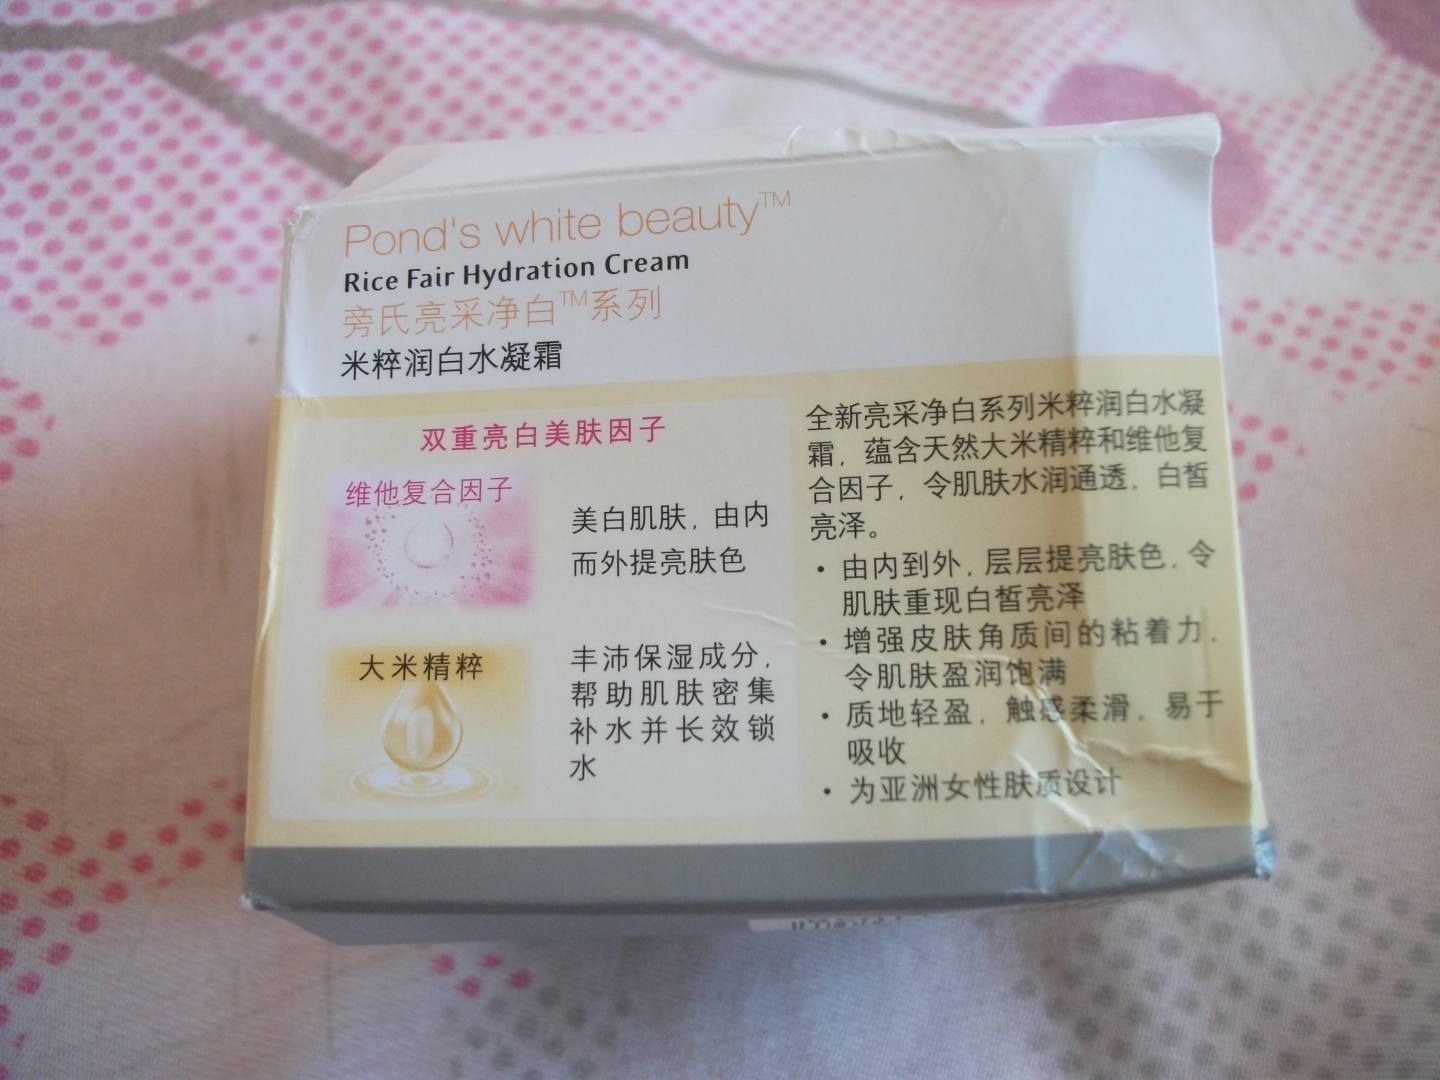 Pond's white beauty™
Rice Fair Hydration Cream
旁氏亮采净白™系列
米粹润白水凝霜
双重亮白美肤因子
维他复合因子
美白肌肤，由内
而外提亮肤色
大米精粹
丰沛保湿成分，
帮助肌肤密集
补水并长效锁
水
全新亮采净白系列米粹润白水凝
霜，蕴含天然大米精粹和维他复
合因子，令肌肤水润通透，白皙
亮泽。
• 由内到外，层层提亮肤色，令
肌肤重现白皙亮泽
• 增强皮肤角质间的粘着力，
令肌肤盈润饱满
• 质地轻盈，触感柔滑，易于
吸收
• 为亚洲女性肤质设计